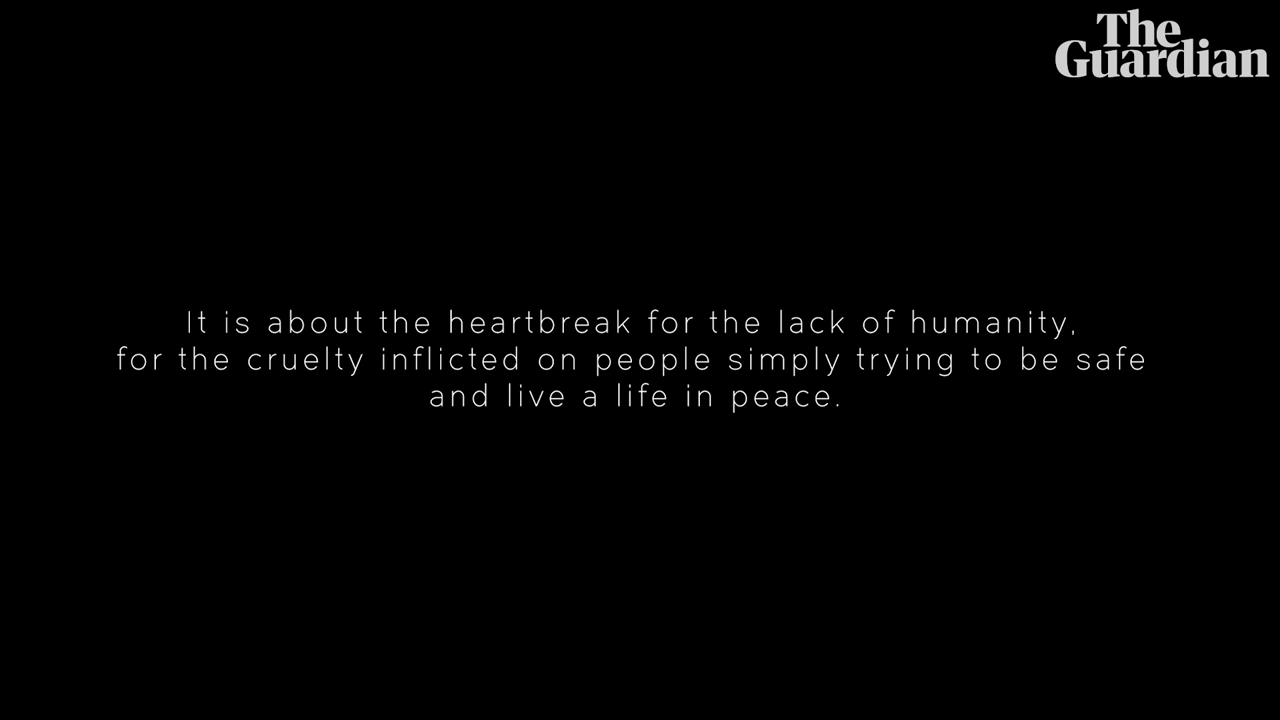 The
Guardian
It is about the heartbreak for the lack of humanity,
for the cruelty inflicted on people simply trying to be safe
and live a life in peace.